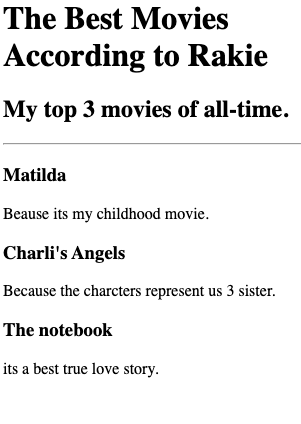 The Best Movies
According to Rakie
My top 3 movies of all-time.
Matilda
Beause its my childhood movie.
Charli's Angels
Because the charcters represent us 3 sister.
The notebook
its a best true love story.